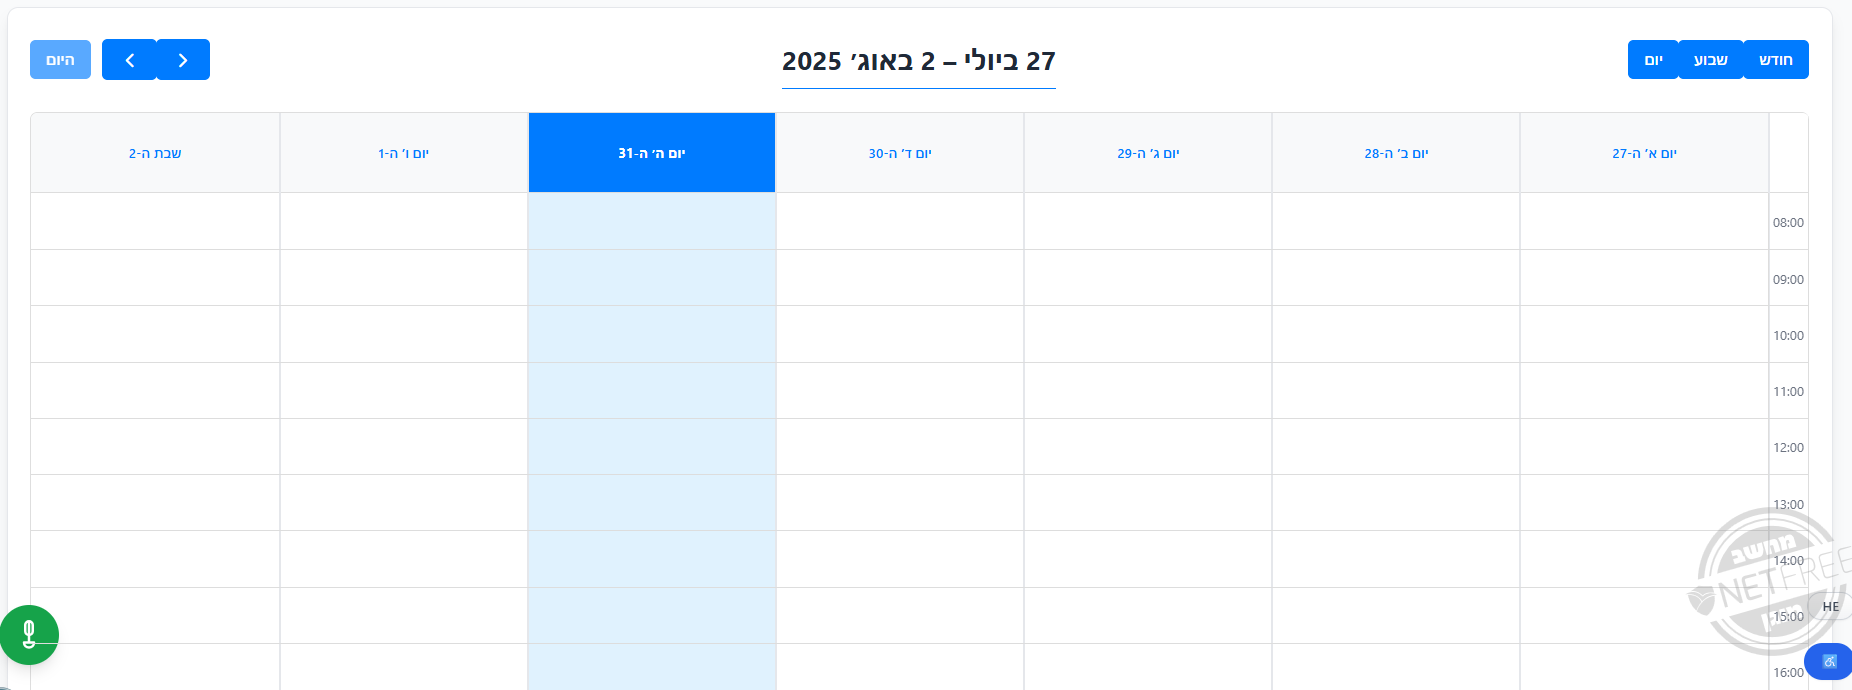 חודש שבוע יום
27 ביולי – 2 באוג׳ 2025
היום
יום א׳ ה-27
יום ב׳ ה-28
יום ג׳ ה-29
יום ד׳ ה-30
יום ה׳ ה-31
יום ו׳ ה-1
שבת ה-2
08:00
09:00
10:00
11:00
12:00
13:00
14:00
15:00
16:00
מחשב
NETFREE
מוגן
HE